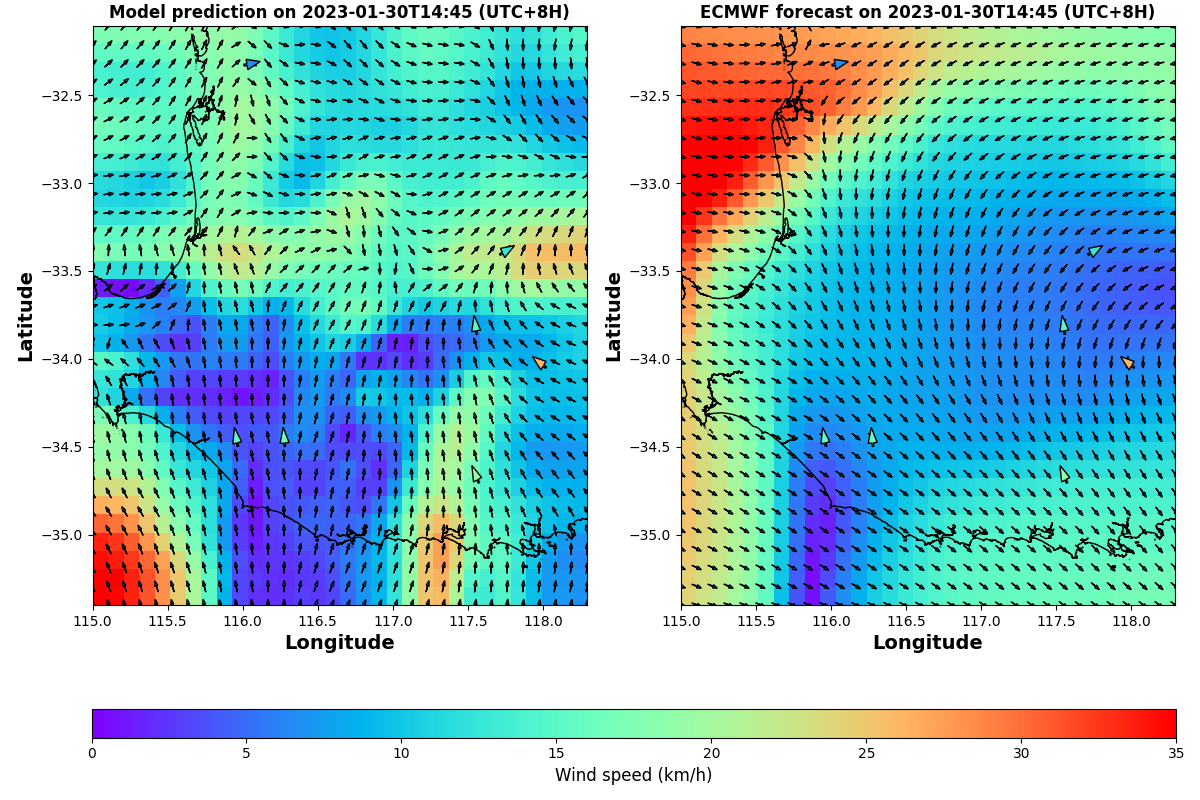 Model prediction on 2023-01-30T14:45 (UTC+8H) ECMWF forecast on 2023-01-30T14:45 (UTC+8H)
−32.5 −32.5
−33.0 −33.0
−33.5 −33.5
Latitude Latitude
−34.0 −34.0
−34.5 −34.5
−35.0 −35.0
115.0 115.5 116.0 116.5 117.0 117.5 118.0 115.0 115.5 116.0 116.5 117.0 117.5 118.0
Longitude Longitude
0 5 10 15 20 25 30 35
Wind speed (km/h)